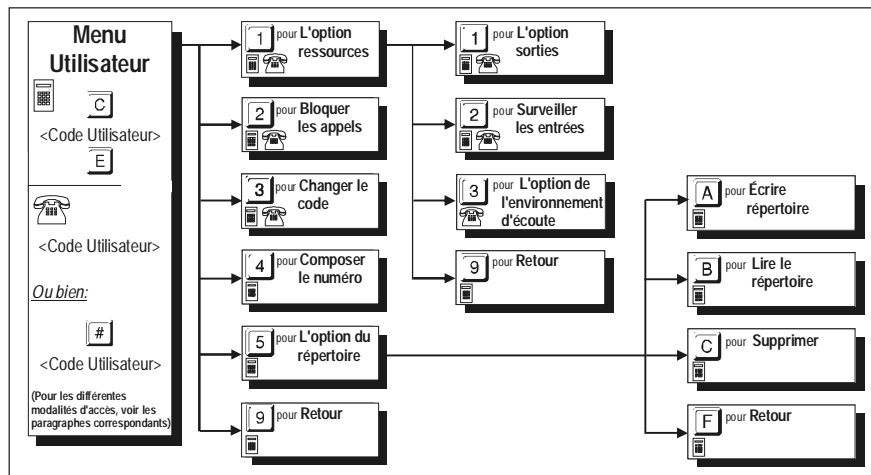 Menu
Utilisateur
C
<Code Utilisateur>
E
<Code Utilisateur>
Ou bien:
#
<Code Utilisateur>
(Pour les différentes
modalités d'accès, voir les
paragraphes correspondants)
1 pour L'option
ressources
2 pour Bloquer
les appels
3 pour Changer le
code
4 pour Composer
le numéro
5 pour L'option du
répertoire
9 pour Retour
1 pour L'option
sorties
2 pour Surveiller
les entrées
3 pour L'option de
l'environnement
d'écoute
9 pour Retour
A pour Écrire
répertoire
B pour Lire le
répertoire
C pour Supprimer
F pour Retour